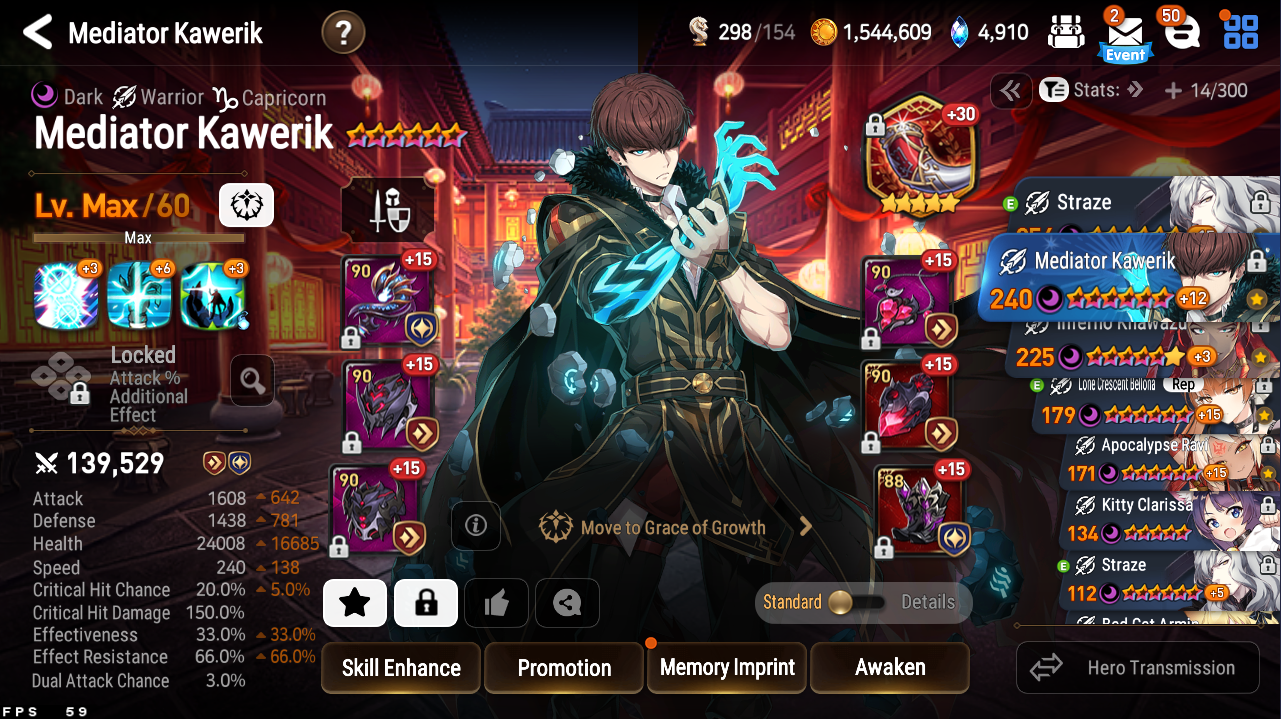 Mediator Kawerik
?
298/154
1,544,609
4,910
2
Event
50
Dark Warrior Capricorn
Mediator Kawerik
Lv. Max/60
Max
+3
+6
+3
Locked
Attack %
Additional
Effect
139,529
Attack 1608 642
Defense 1438 781
Health 24008 16685
Speed 240 138
Critical Hit Chance 20.0% 5.0%
Critical Hit Damage 150.0%
Effectiveness 33.0% 33.0%
Effect Resistance 66.0% 66.0%
Dual Attack Chance 3.0%
FPS 59
90 +15
90 +15
90 +15
+30
90 +15
90 +15
88 +15
Move to Grace of Growth
Standard Details
Skill Enhance
Promotion
Memory Imprint
Awaken
Stats:
14/300
E Straze
Mediator Kawerik
240 +12
225 +3
E Lone Crescent Bellona Rep
179 +15
Apocalypse Ravi
171 +15
Kitty Clarissa
134
E Straze
112 +5
Hero Transmission